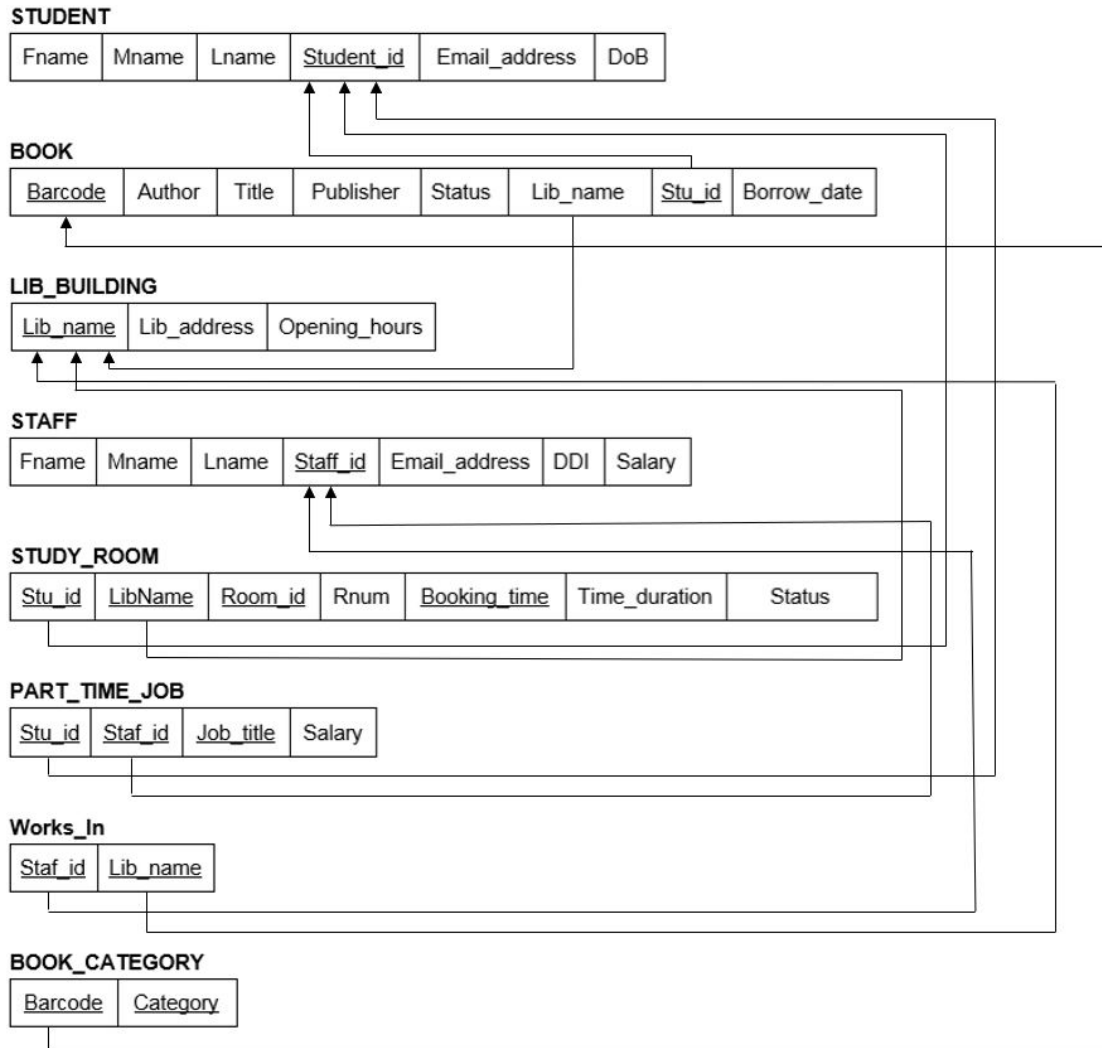 STUDENT
Fname Mname Lname Student_id Email_address DoB
BOOK
Barcode Author Title Publisher Status Lib_name Stu_id Borrow_date
LIB_BUILDING
Lib_name Lib_address Opening_hours
STAFF
Fname Mname Lname Staff_id Email_address DDI Salary
STUDY_ROOM
Stu_id LibName Room_id Rnum Booking_time Time_duration Status
PART_TIME_JOB
Stu_id Staf_id Job_title Salary
Works_In
Staf_id Lib_name
BOOK_CATEGORY
Barcode Category